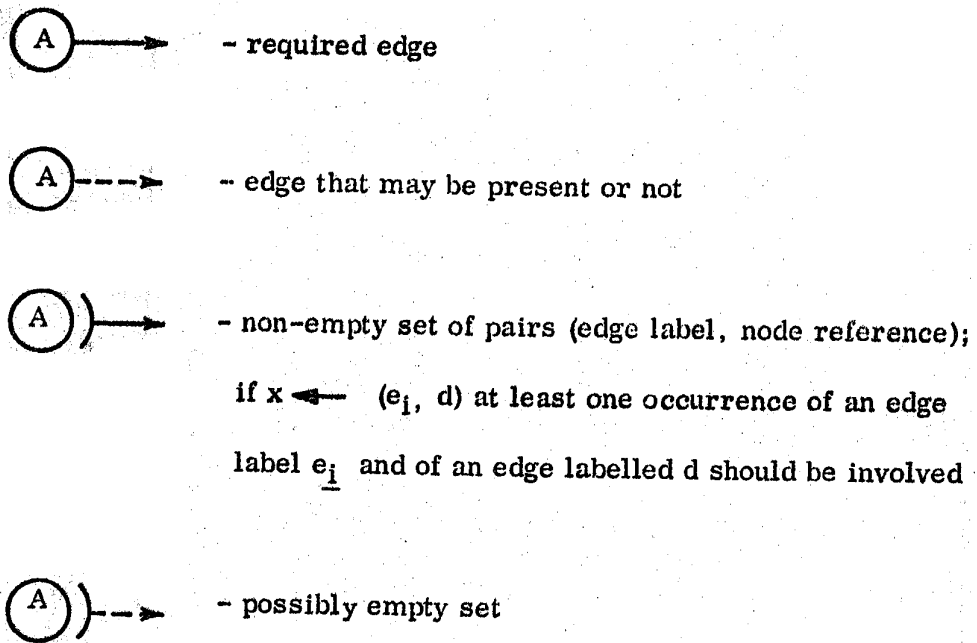 A - required edge
A - edge that may be present or not
A - non-empty set of pairs (edge label, node reference);
if x ← (e_i, d) at least one occurrence of an edge
label e_i and of an edge labelled d should be involved
A - possibly empty set